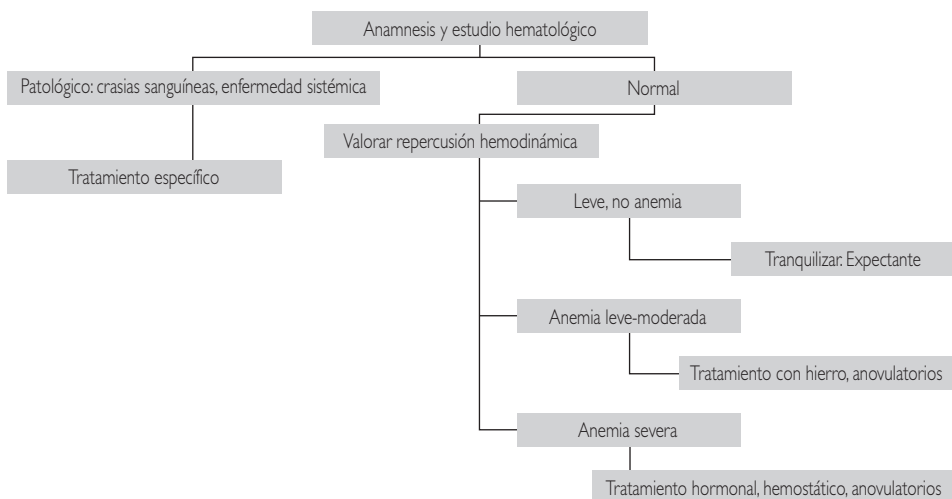 Anamnesis y estudio hematológico
Patológico: crasias sanguíneas, enfermedad sistémica
Normal
Valorar repercusión hemodinámica
Tratamiento específico
Leve, no anemia
Tranquilizar. Expectante
Anemia leve-moderada
Tratamiento con hierro, anovulatorios
Anemia severa
Tratamiento hormonal, hemostático, anovulatorios